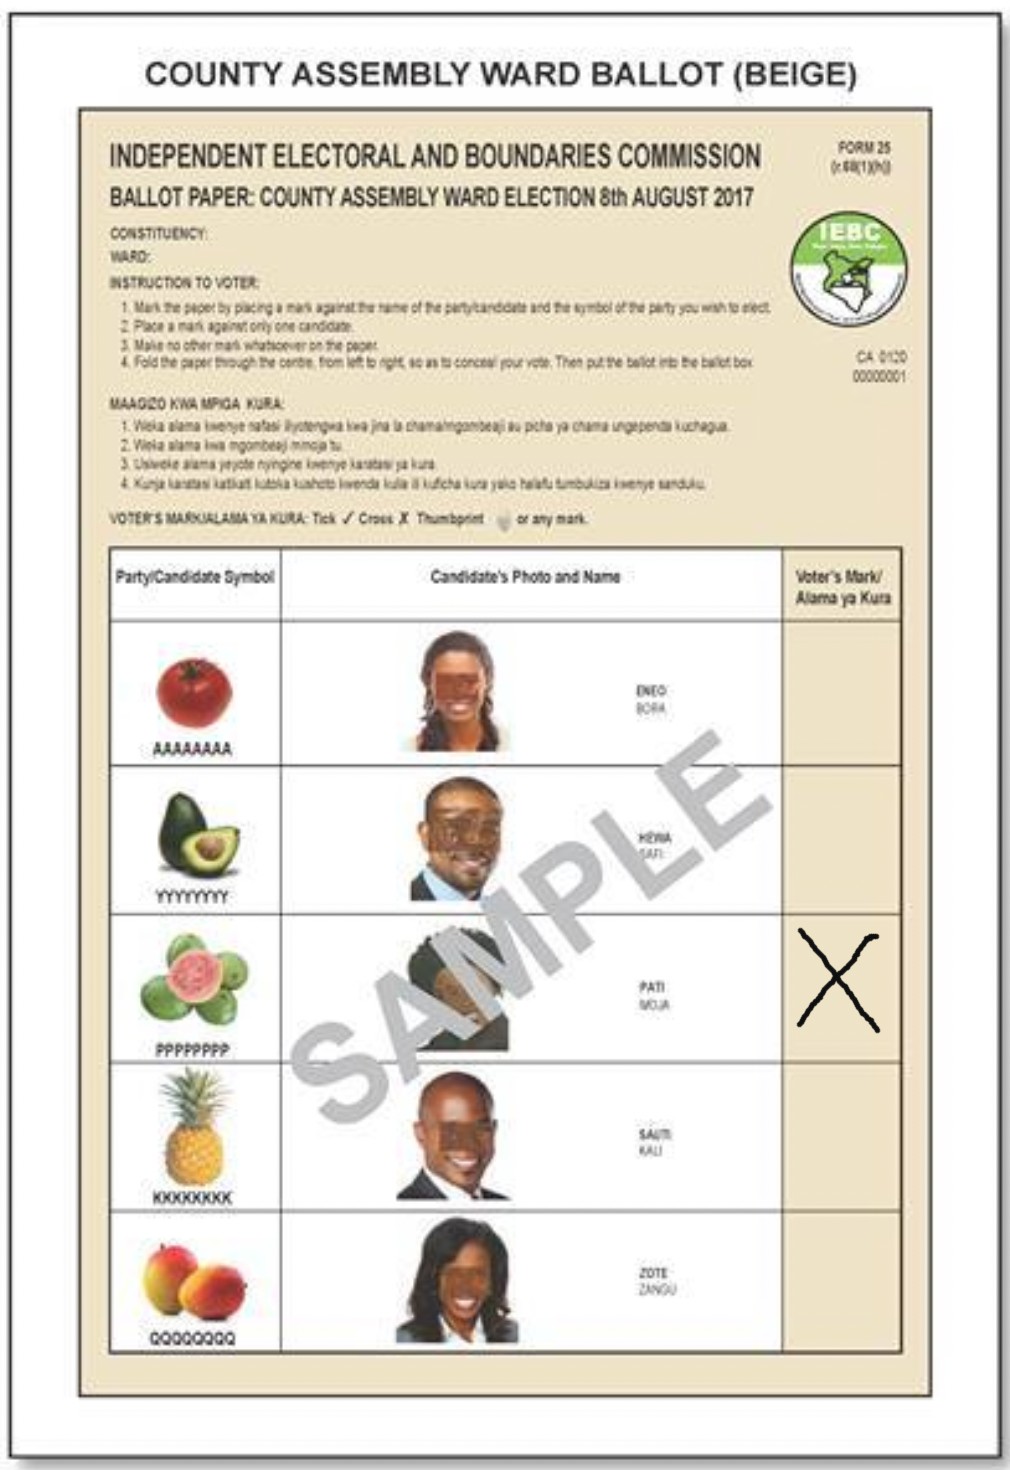 COUNTY ASSEMBLY WARD BALLOT (BEIGE)
INDEPENDENT ELECTORAL AND BOUNDARIES COMMISSION
BALLOT PAPER: COUNTY ASSEMBLY WARD ELECTION 8th AUGUST 2017
FORM 25
(r.68(1)(h))
CONSTITUENCY:
WARD:
IEBC
INSTRUCTION TO VOTER:
1. Mark the paper by placing a mark against the name of the party/candidate and the symbol of the party you wish to elect.
2. Place a mark against only one candidate.
3. Make no other mark whatsoever on the paper.
4. Fold the paper through the centre, from left to right, so as to conceal your vote. Then put the ballot into the ballot box
CA 0120
00000001
MAAGIZO KWA MPIGA KURA:
1. Weka alama kwenye nafasi iliyotengwa kwa jina la chama/mgombeaji au picha ya chama ungependa kuchagua.
2. Weka alama kwa mgombeaji mmoja tu.
3. Usiweke alama yeyote nyingine kwenye karatasi ya kura.
4. Kunja karatasi katikati kutoka kushoto kwenda kulia ili kuficha kura yako halafu tumbukiza kwenye sanduku.
VOTER'S MARK/ALAMA YA KURA: Tick ✓ Cross X Thumbprint or any mark.
Party/Candidate Symbol
Candidate's Photo and Name
Voter's Mark/
Alama ya Kura
AAAAAAAA
ENEO
BORA
YYYYYYYY
HEWA
SAFI
PPPPPPPP
PATI
MOJA
X
KKKKKKKK
SAUTI
KALI
QQQQQQQQ
ZOTE
ZANGU
SAMPLE